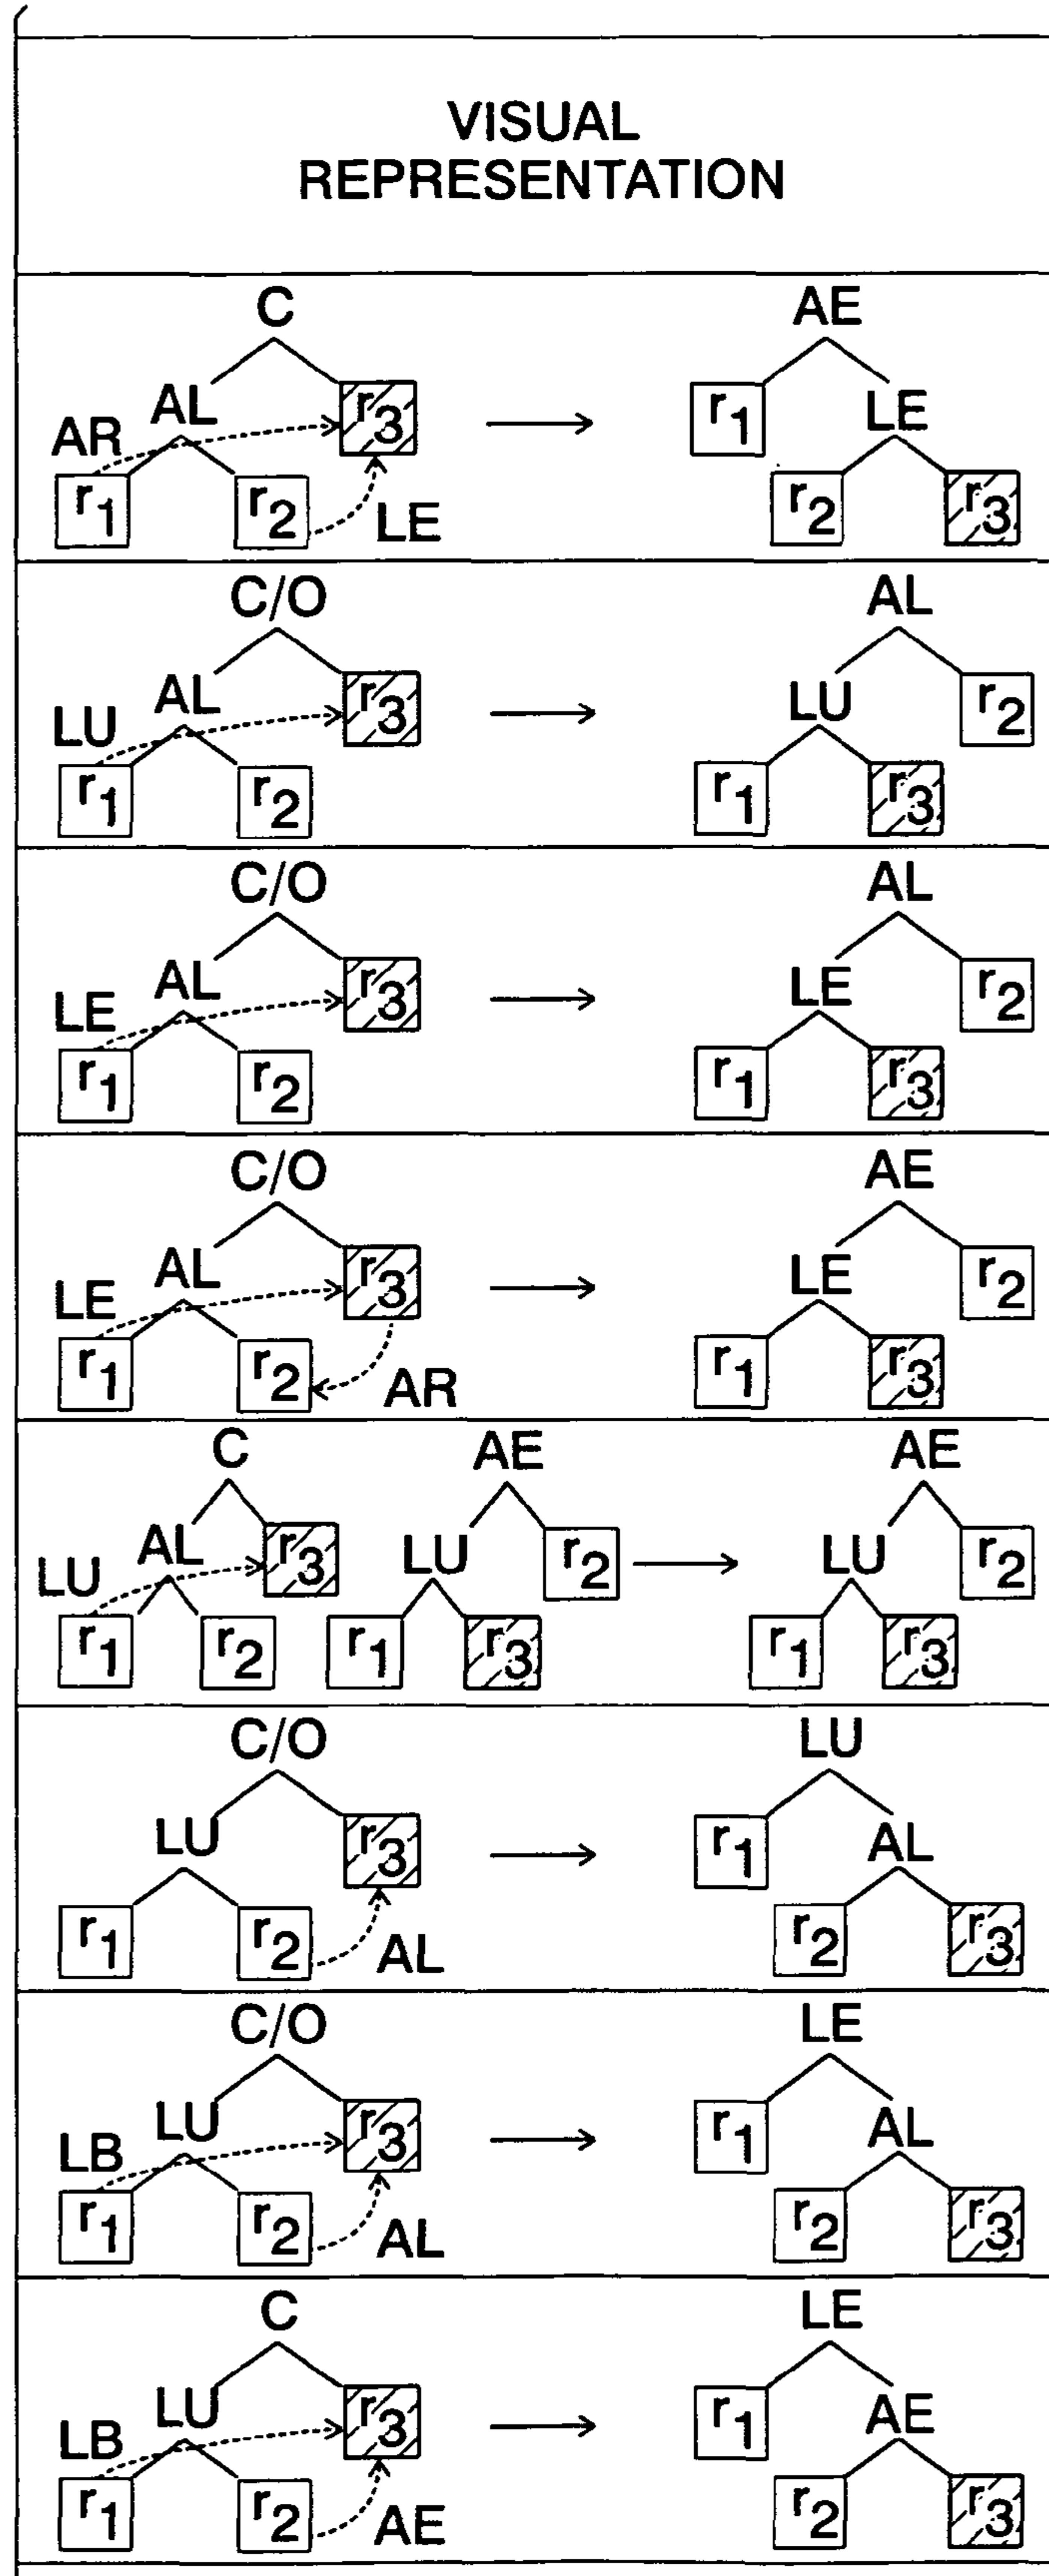 VISUAL
REPRESENTATION
C AE
AL r3 r1 LE
AR
r1 r2 LE r2 r3
C/O AL
AL r3 LU r2
LU
r1 r2 r1 r3
C/O AL
AL r3 LE r2
LE
r1 r2 r1 r3
C/O AE
AL r3 LE r2
LE
r1 r2 AR r1 r3
C AE AE
AL r3 LU r2 LU r2
LU
r1 r2 r1 r3 r1 r3
C/O LU
LU r3 r1 AL
r1 r2 AL r2 r3
C/O LE
LU r3 r1 AL
LB
r1 r2 AL r2 r3
C LE
LU r3 r1 AE
LB
r1 r2 AE r2 r3